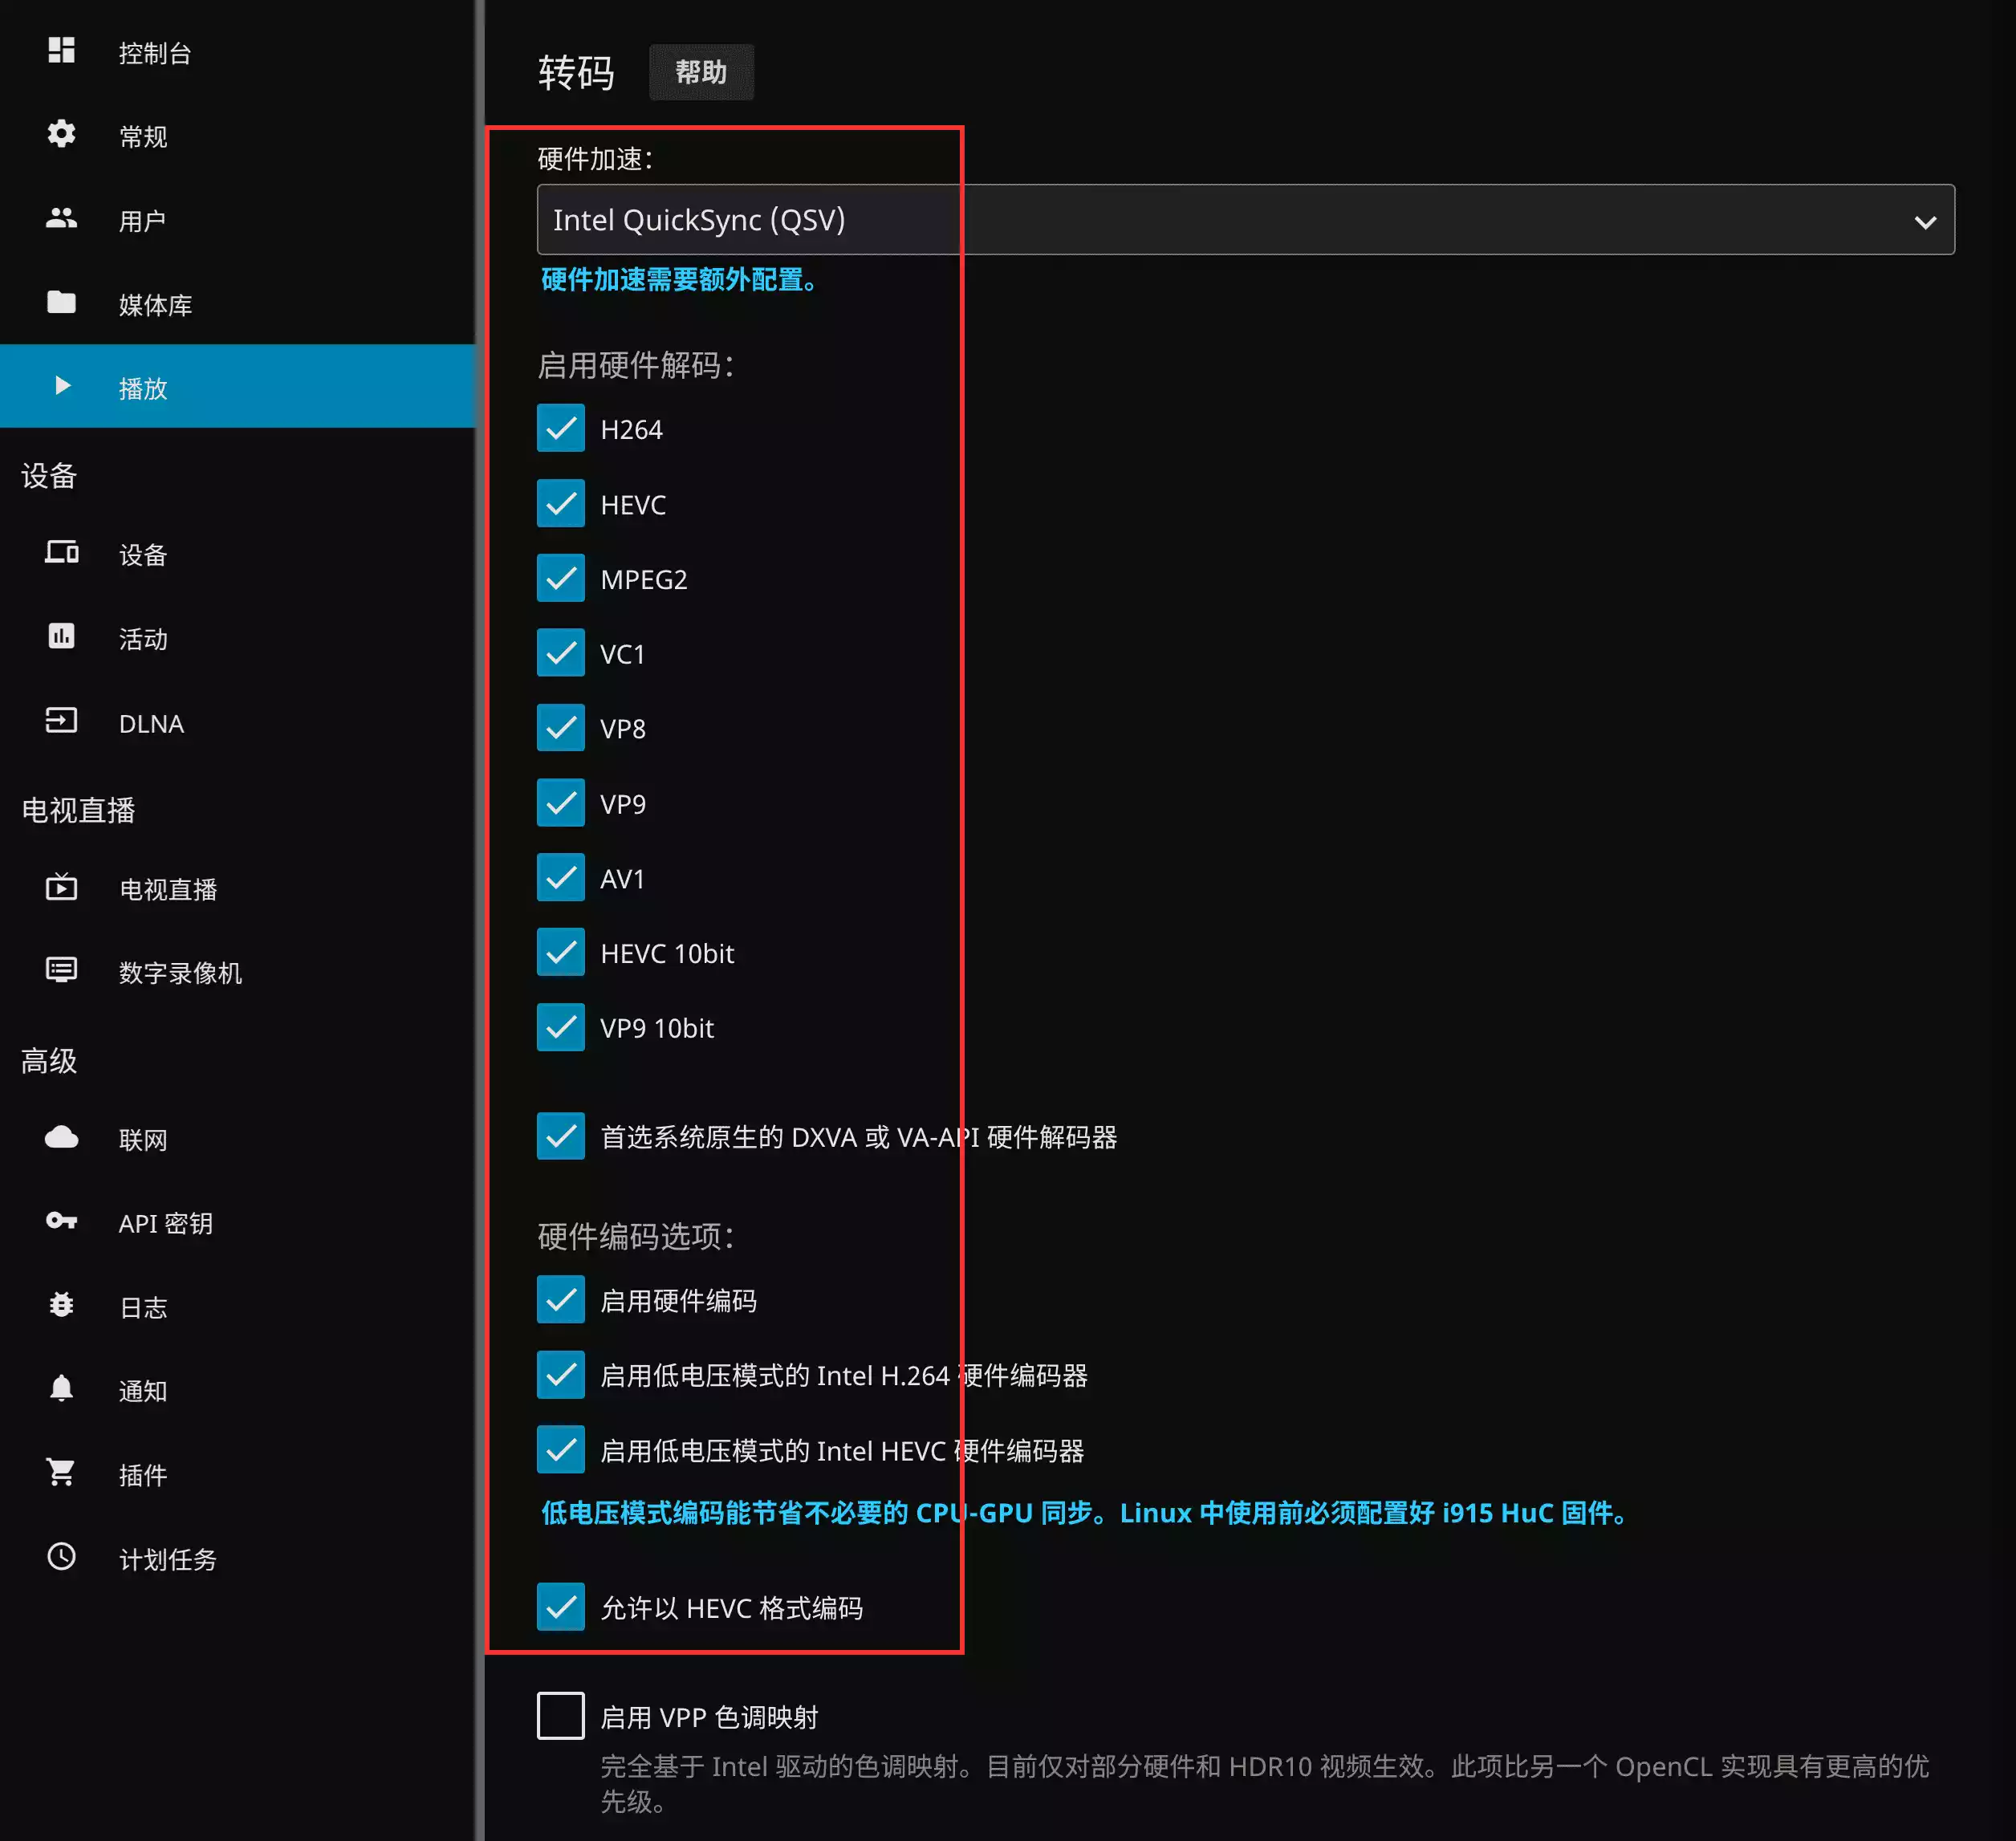 控制台
常规
用户
媒体库
播放
设备
设备
活动
DLNA
电视直播
电视直播
数字录像机
高级
联网
API 密钥
日志
通知
插件
计划任务
转码
帮助
硬件加速：
Intel QuickSync (QSV)
硬件加速需要额外配置。
启用硬件解码：
H264
HEVC
MPEG2
VC1
VP8
VP9
AV1
HEVC 10bit
VP9 10bit
首选系统原生的 DXVA 或 VA-API 硬件解码器
硬件编码选项：
启用硬件编码
启用低电压模式的 Intel H.264 硬件编码器
启用低电压模式的 Intel HEVC 硬件编码器
低电压模式编码能节省不必要的 CPU-GPU 同步。Linux 中使用前必须配置好 i915 HuC 固件。
允许以 HEVC 格式编码
启用 VPP 色调映射
完全基于 Intel 驱动的色调映射。目前仅对部分硬件和 HDR10 视频生效。此项比另一个 OpenCL 实现具有更高的优
先级。